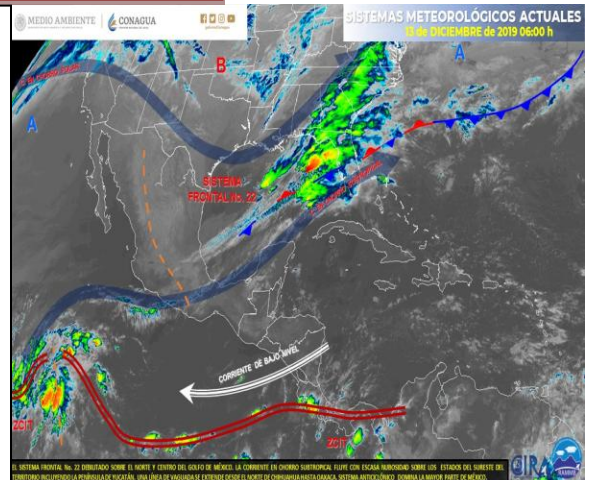 MEDIO AMBIENTE
CONAGUA
SISTEMAS METEOROLÓGICOS ACTUALES
13 de DICIEMBRE de 2019 06:00 h
A
B
A
SISTEMA
FRONTAL No. 22
CORRIENTE DE BAJO NIVEL
ZCIT
ZCIT
EL SISTEMA FRONTAL No. 22 DEBILITADO SOBRE EL NORTE Y CENTRO DEL GOLFO DE MÉXICO. LA CORRIENTE EN CHORRO SUBTROPICAL FLUYE CON ESCASA NUBOSIDAD SOBRE LOS ESTADOS DEL SURESTE DEL
TERRITORIO INCLUYENDO LA PENÍNSULA DE YUCATÁN. UNA LÍNEA DE VAGUADA SE EXTIENDE DESDE EL NORTE DE CHIHUAHUA HASTA OAXACA. SISTEMA ANTICICLÓNICO DOMINA LA MAYOR PARTE DE MÉXICO.
CIRA
RAMMB